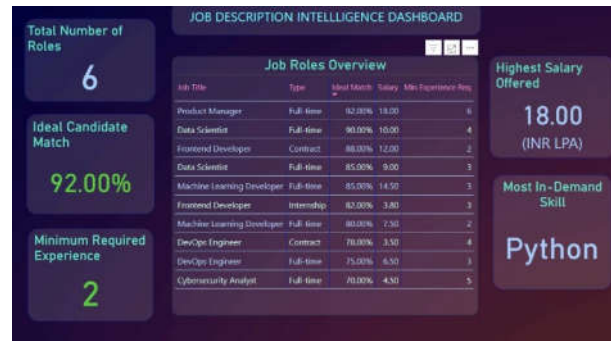 JOB DESCRIPTION INTELLLIGENCE DASHBOARD
Total Number of
Roles
6
Ideal Candidate
Match
92.00%
Minimum Required
Experience
2
Job Roles Overview
Job Title Type Ideal Match Salary Min Experience Req
Product Manager Full-time 92.00% 18.00 6
Data Scientist Full-time 90.00% 10.00 4
Frontend Developer Contract 88.00% 12.00 2
Data Scientist Full-time 85.00% 9.00 3
Machine Learning Developer Full-time 85.00% 14.50 3
Frontend Developer Internship 82.00% 3.80 3
Machine Learning Developer Full-time 80.00% 7.50 2
DevOps Engineer Contract 78.00% 3.50 4
DevOps Engineer Full-time 75.00% 6.50 3
Cybersecurity Analyst Full-time 70.00% 4.50 5
Highest Salary
Offered
18.00
(INR LPA)
Most In-Demand
Skill
Python